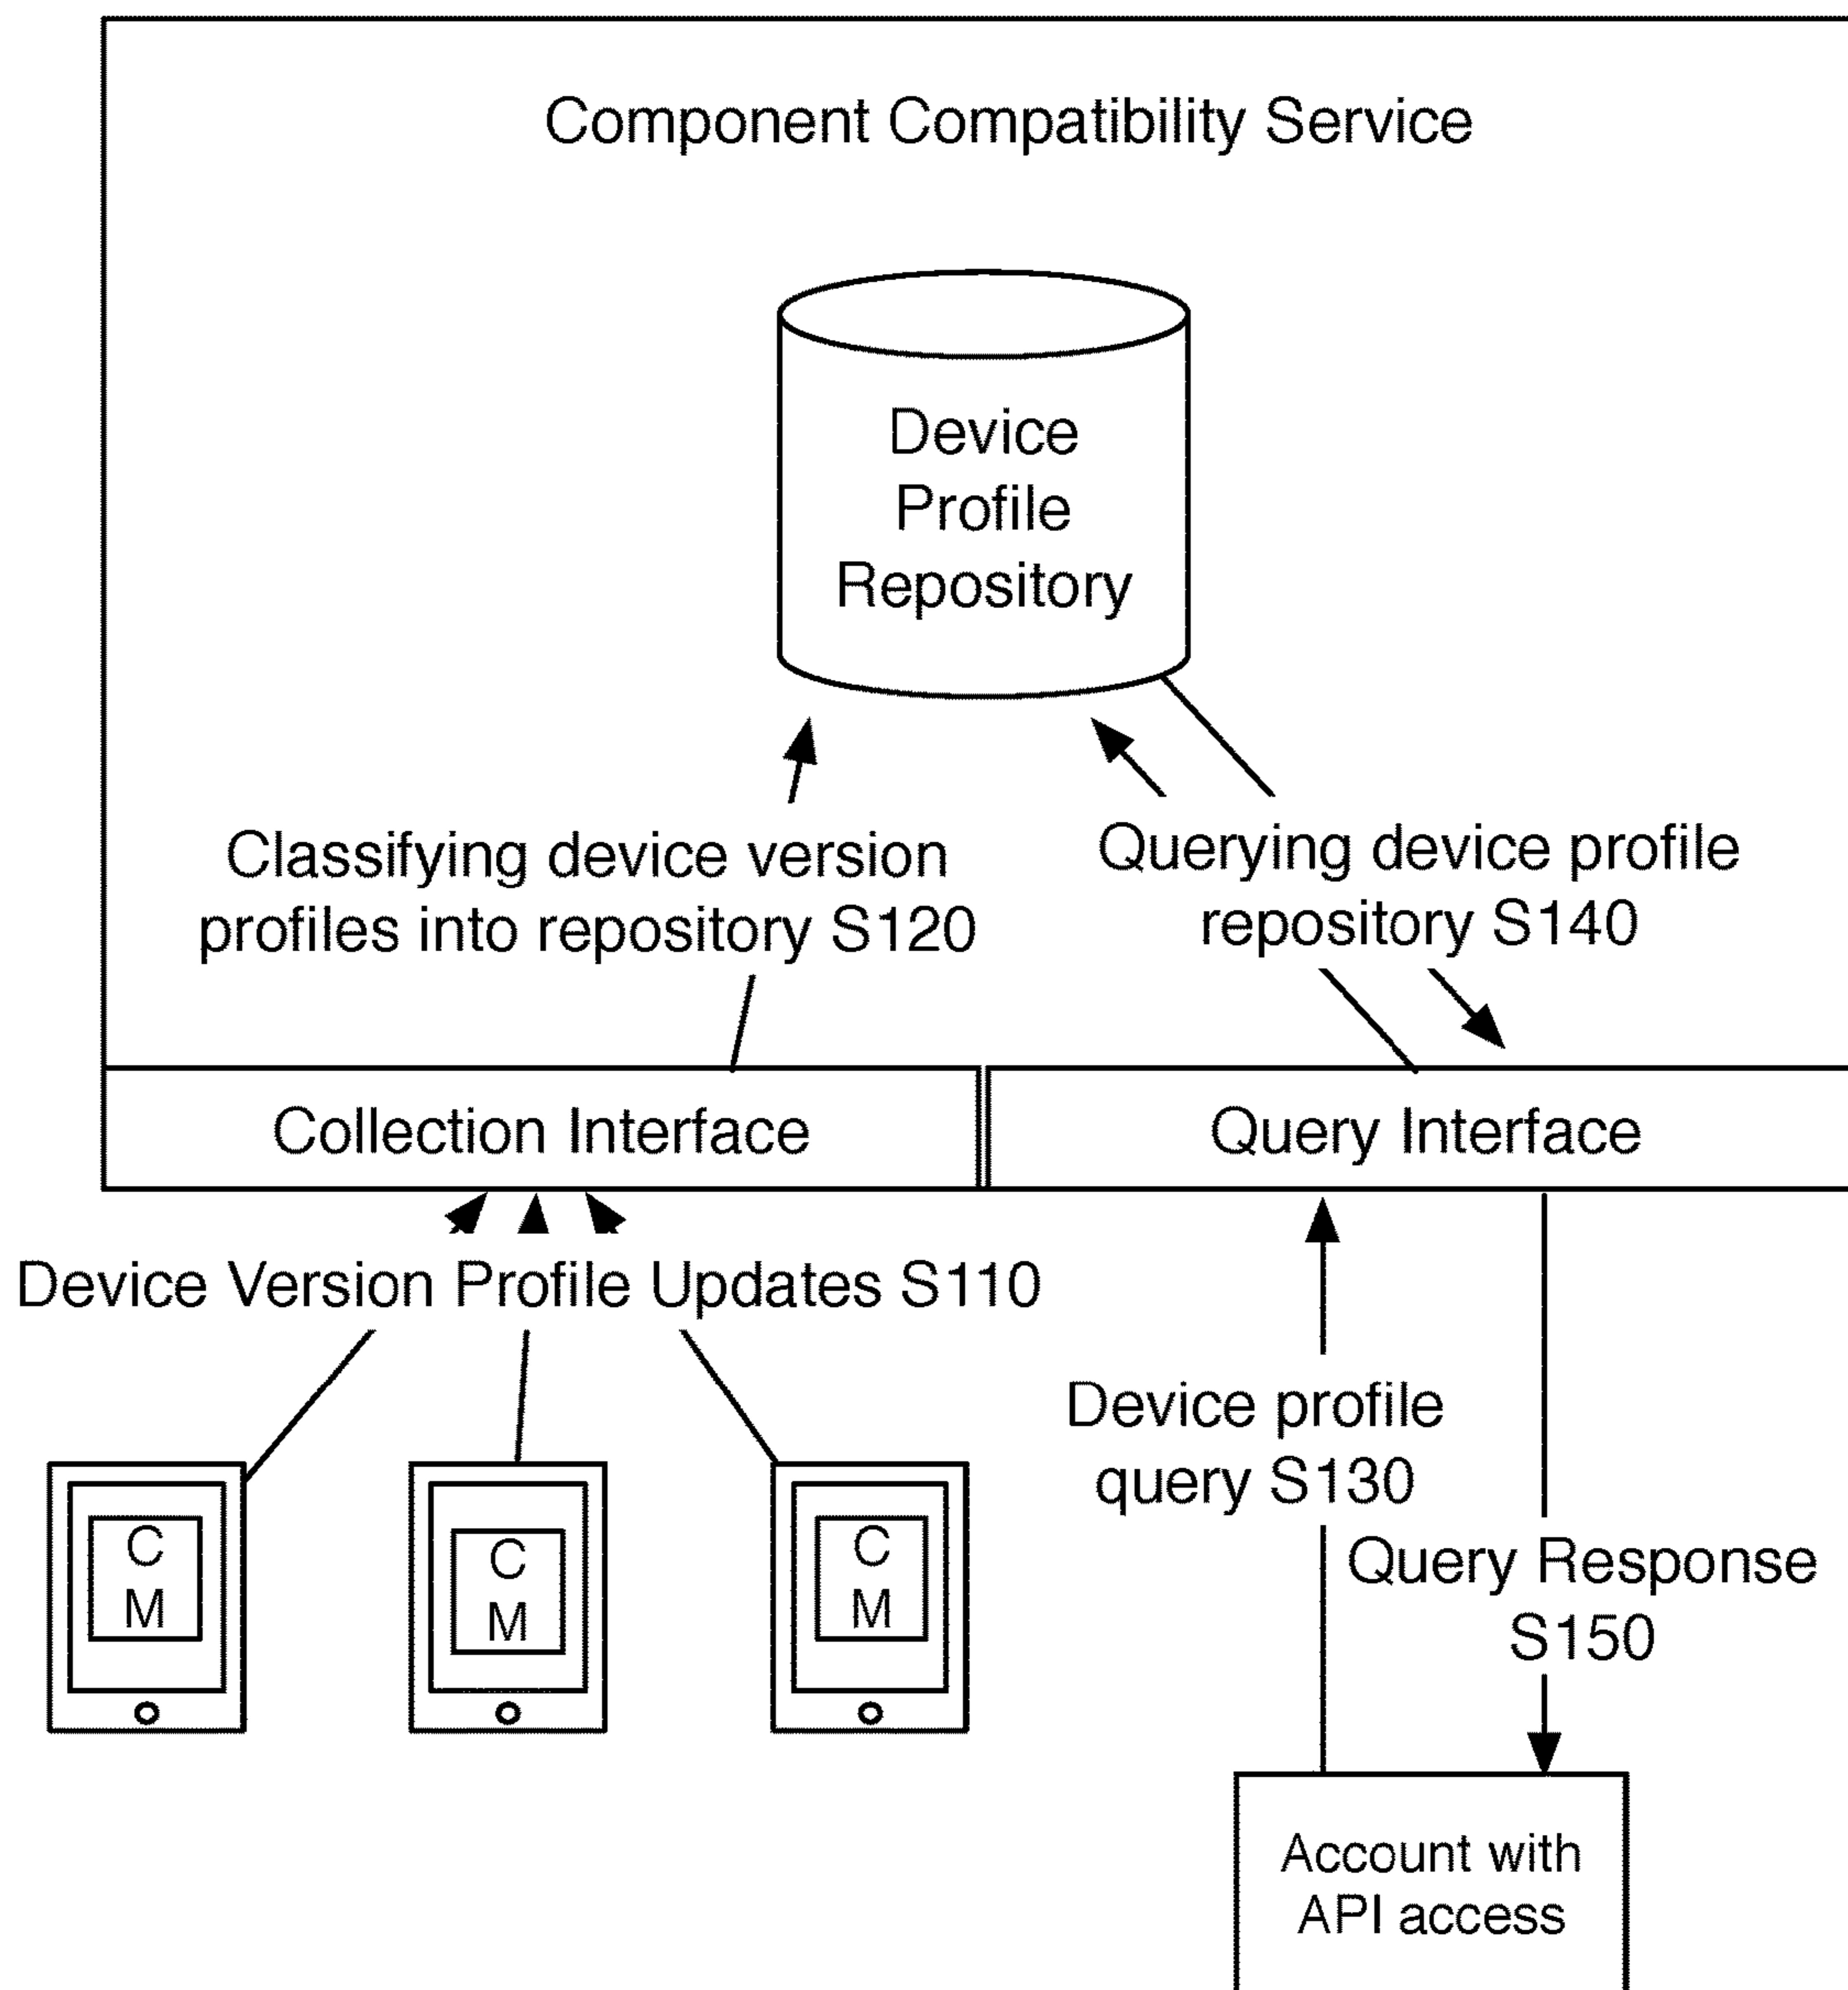 Component Compatibility Service
Device
Profile
Repository
Classifying device version
profiles into repository S120
Querying device profile
repository S140
Collection Interface
Query Interface
Device Version Profile Updates S110
C
M
C
M
C
M
Device profile
query S130
Query Response
S150
Account with
API access